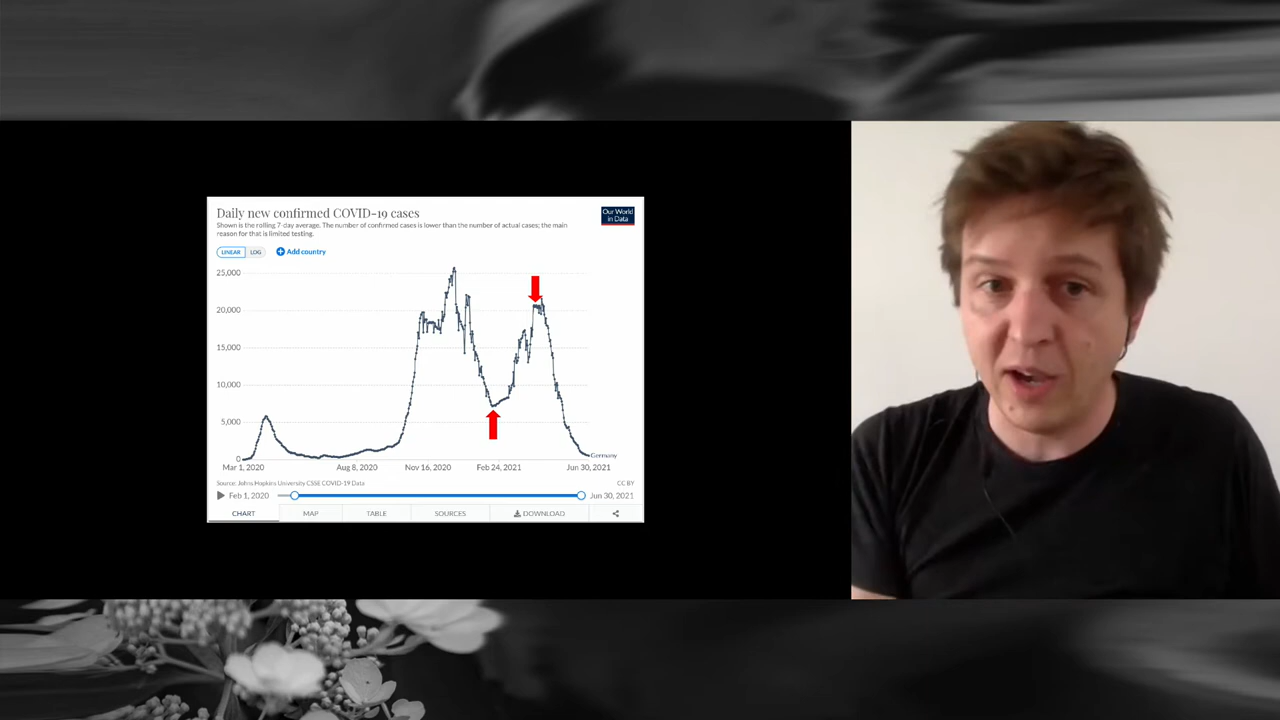 Daily new confirmed COVID-19 cases
Shown is the rolling 7-day average. The number of confirmed cases is lower than the number of actual cases; the main
reason for that is limited testing.
Our World
in Data
LINEAR LOG
Add country
25,000
20,000
15,000
10,000
5,000
0
Germany
Mar 1, 2020 Aug 8, 2020 Nov 16, 2020 Feb 24, 2021 Jun 30, 2021
Source: Johns Hopkins University CSSE COVID-19 Data CC BY
Feb 1, 2020 Jun 30, 2021
CHART MAP TABLE SOURCES DOWNLOAD